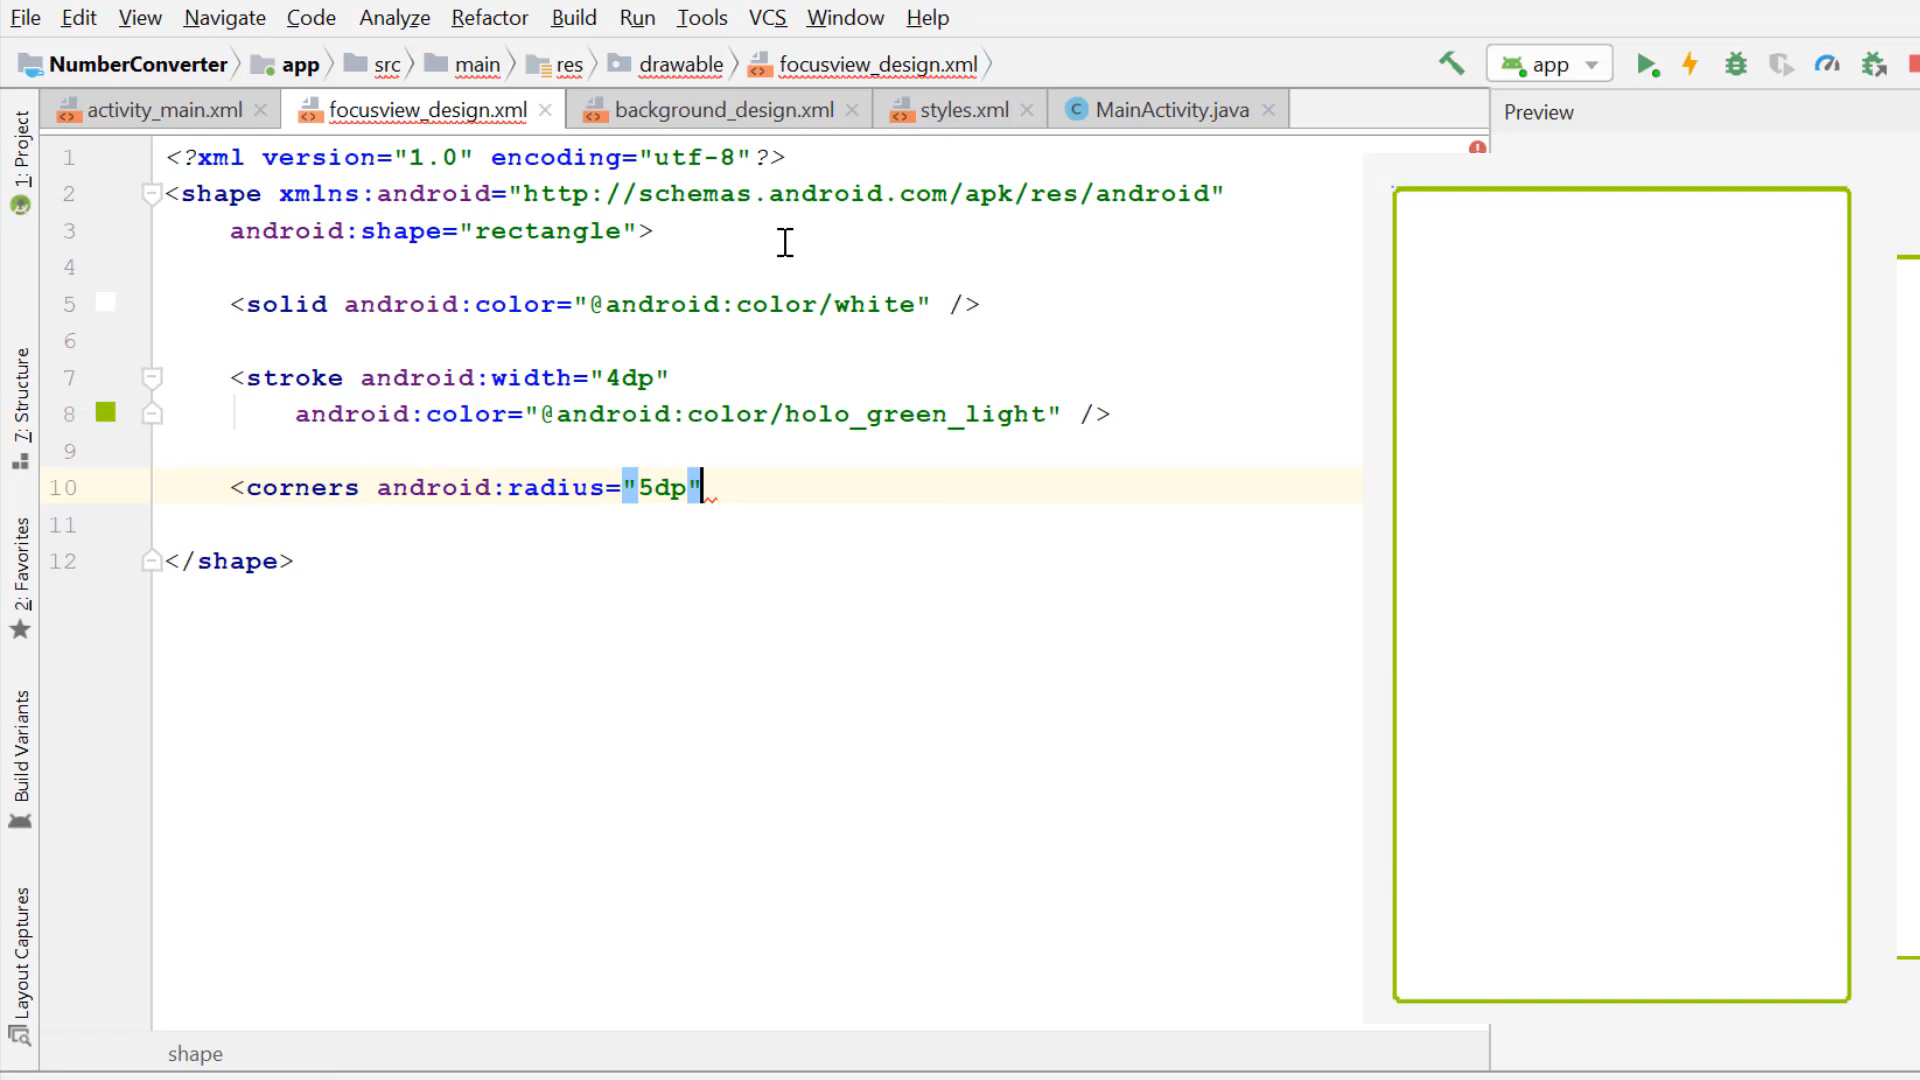 File Edit View Navigate Code Analyze Refactor Build Run Tools VCS Window Help
NumberConverter app src main res drawable focusview_design.xml app
activity_main.xml focusview_design.xml background_design.xml styles.xml C MainActivity.java Preview
1: Project
7: Structure
2: Favorites
Build Variants
Layout Captures
1 <?xml version="1.0" encoding="utf-8"?>
2 <shape xmlns:android="http://schemas.android.com/apk/res/android"
3 android:shape="rectangle">
4
5 <solid android:color="@android:color/white" />
6
7 <stroke android:width="4dp"
8 android:color="@android:color/holo_green_light" />
9
10 <corners android:radius="5dp"
11
12 </shape>
shape